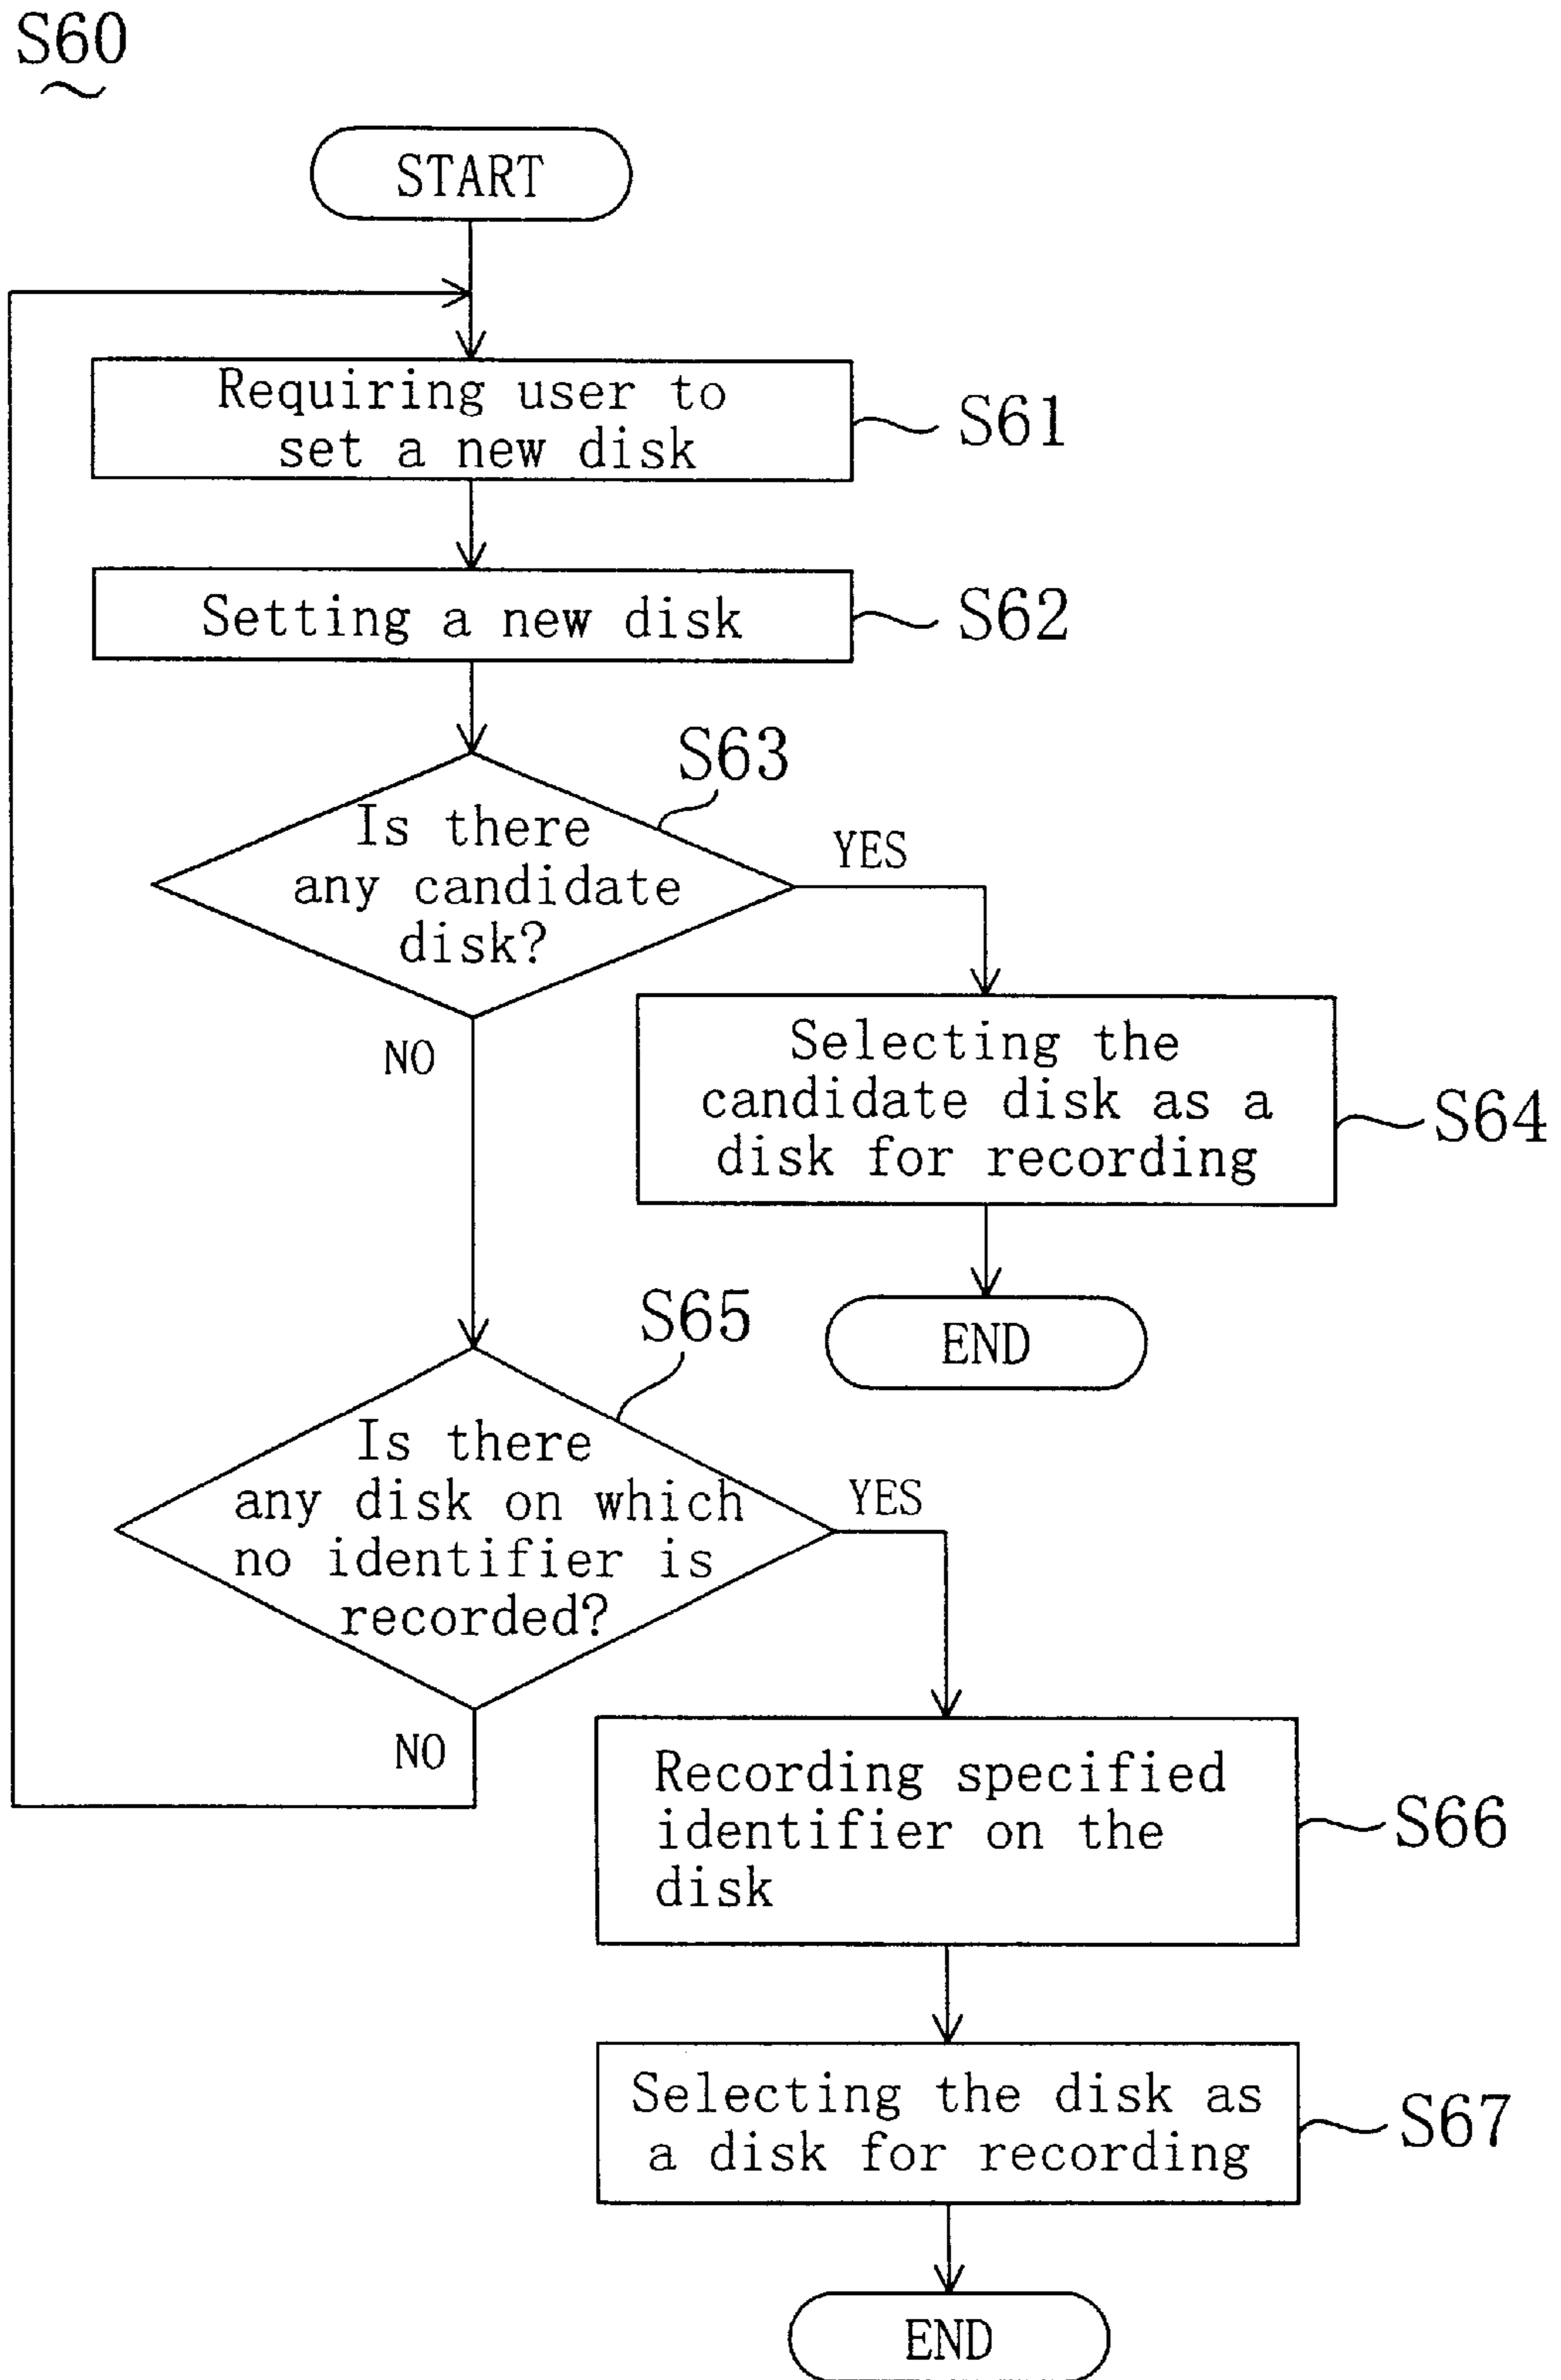 S60
START
Requiring user to
set a new disk
S61
Setting a new disk
S62
S63
Is there
any candidate
disk?
YES
NO
Selecting the
candidate disk as a
disk for recording
S64
END
S65
Is there
any disk on which
no identifier is
recorded?
YES
NO
Recording specified
identifier on the
disk
S66
Selecting the disk as
a disk for recording
S67
END